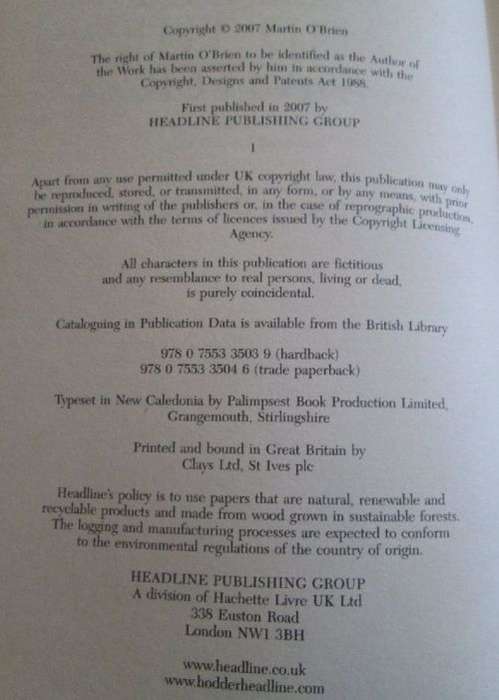 Copyright © 2007 Martin O'Brien
The right of Martin O'Brien to be identified as the Author of
the Work has been asserted by him in accordance with the
Copyright, Designs and Patents Act 1988.
First published in 2007 by
HEADLINE PUBLISHING GROUP
1
Apart from any use permitted under UK copyright law, this publication may only
be reproduced, stored, or transmitted, in any form, or by any means, with prior
permission in writing of the publishers or, in the case of reprographic production,
in accordance with the terms of licences issued by the Copyright Licensing
Agency.
All characters in this publication are fictitious
and any resemblance to real persons, living or dead,
is purely coincidental.
Cataloguing in Publication Data is available from the British Library
978 0 7553 3503 9 (hardback)
978 0 7553 3504 6 (trade paperback)
Typeset in New Caledonia by Palimpsest Book Production Limited,
Grangemouth, Stirlingshire
Printed and bound in Great Britain by
Clays Ltd, St Ives plc
Headline's policy is to use papers that are natural, renewable and
recyclable products and made from wood grown in sustainable forests.
The logging and manufacturing processes are expected to conform
to the environmental regulations of the country of origin.
HEADLINE PUBLISHING GROUP
A division of Hachette Livre UK Ltd
338 Euston Road
London NW1 3BH
www.headline.co.uk
www.hodderheadline.com